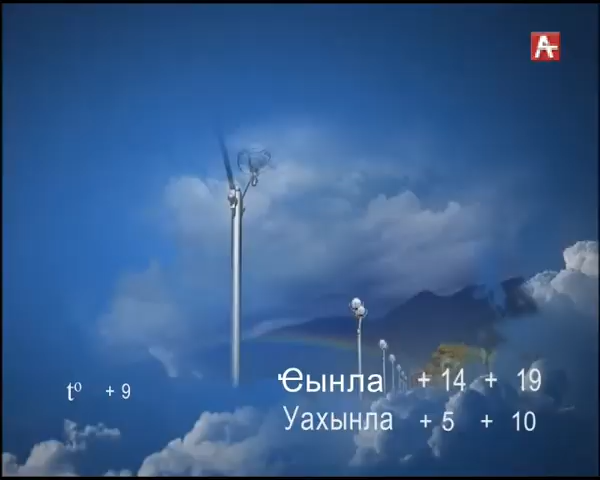 Ҽынла + 14 + 19
tº + 9
Уахынла + 5 + 10